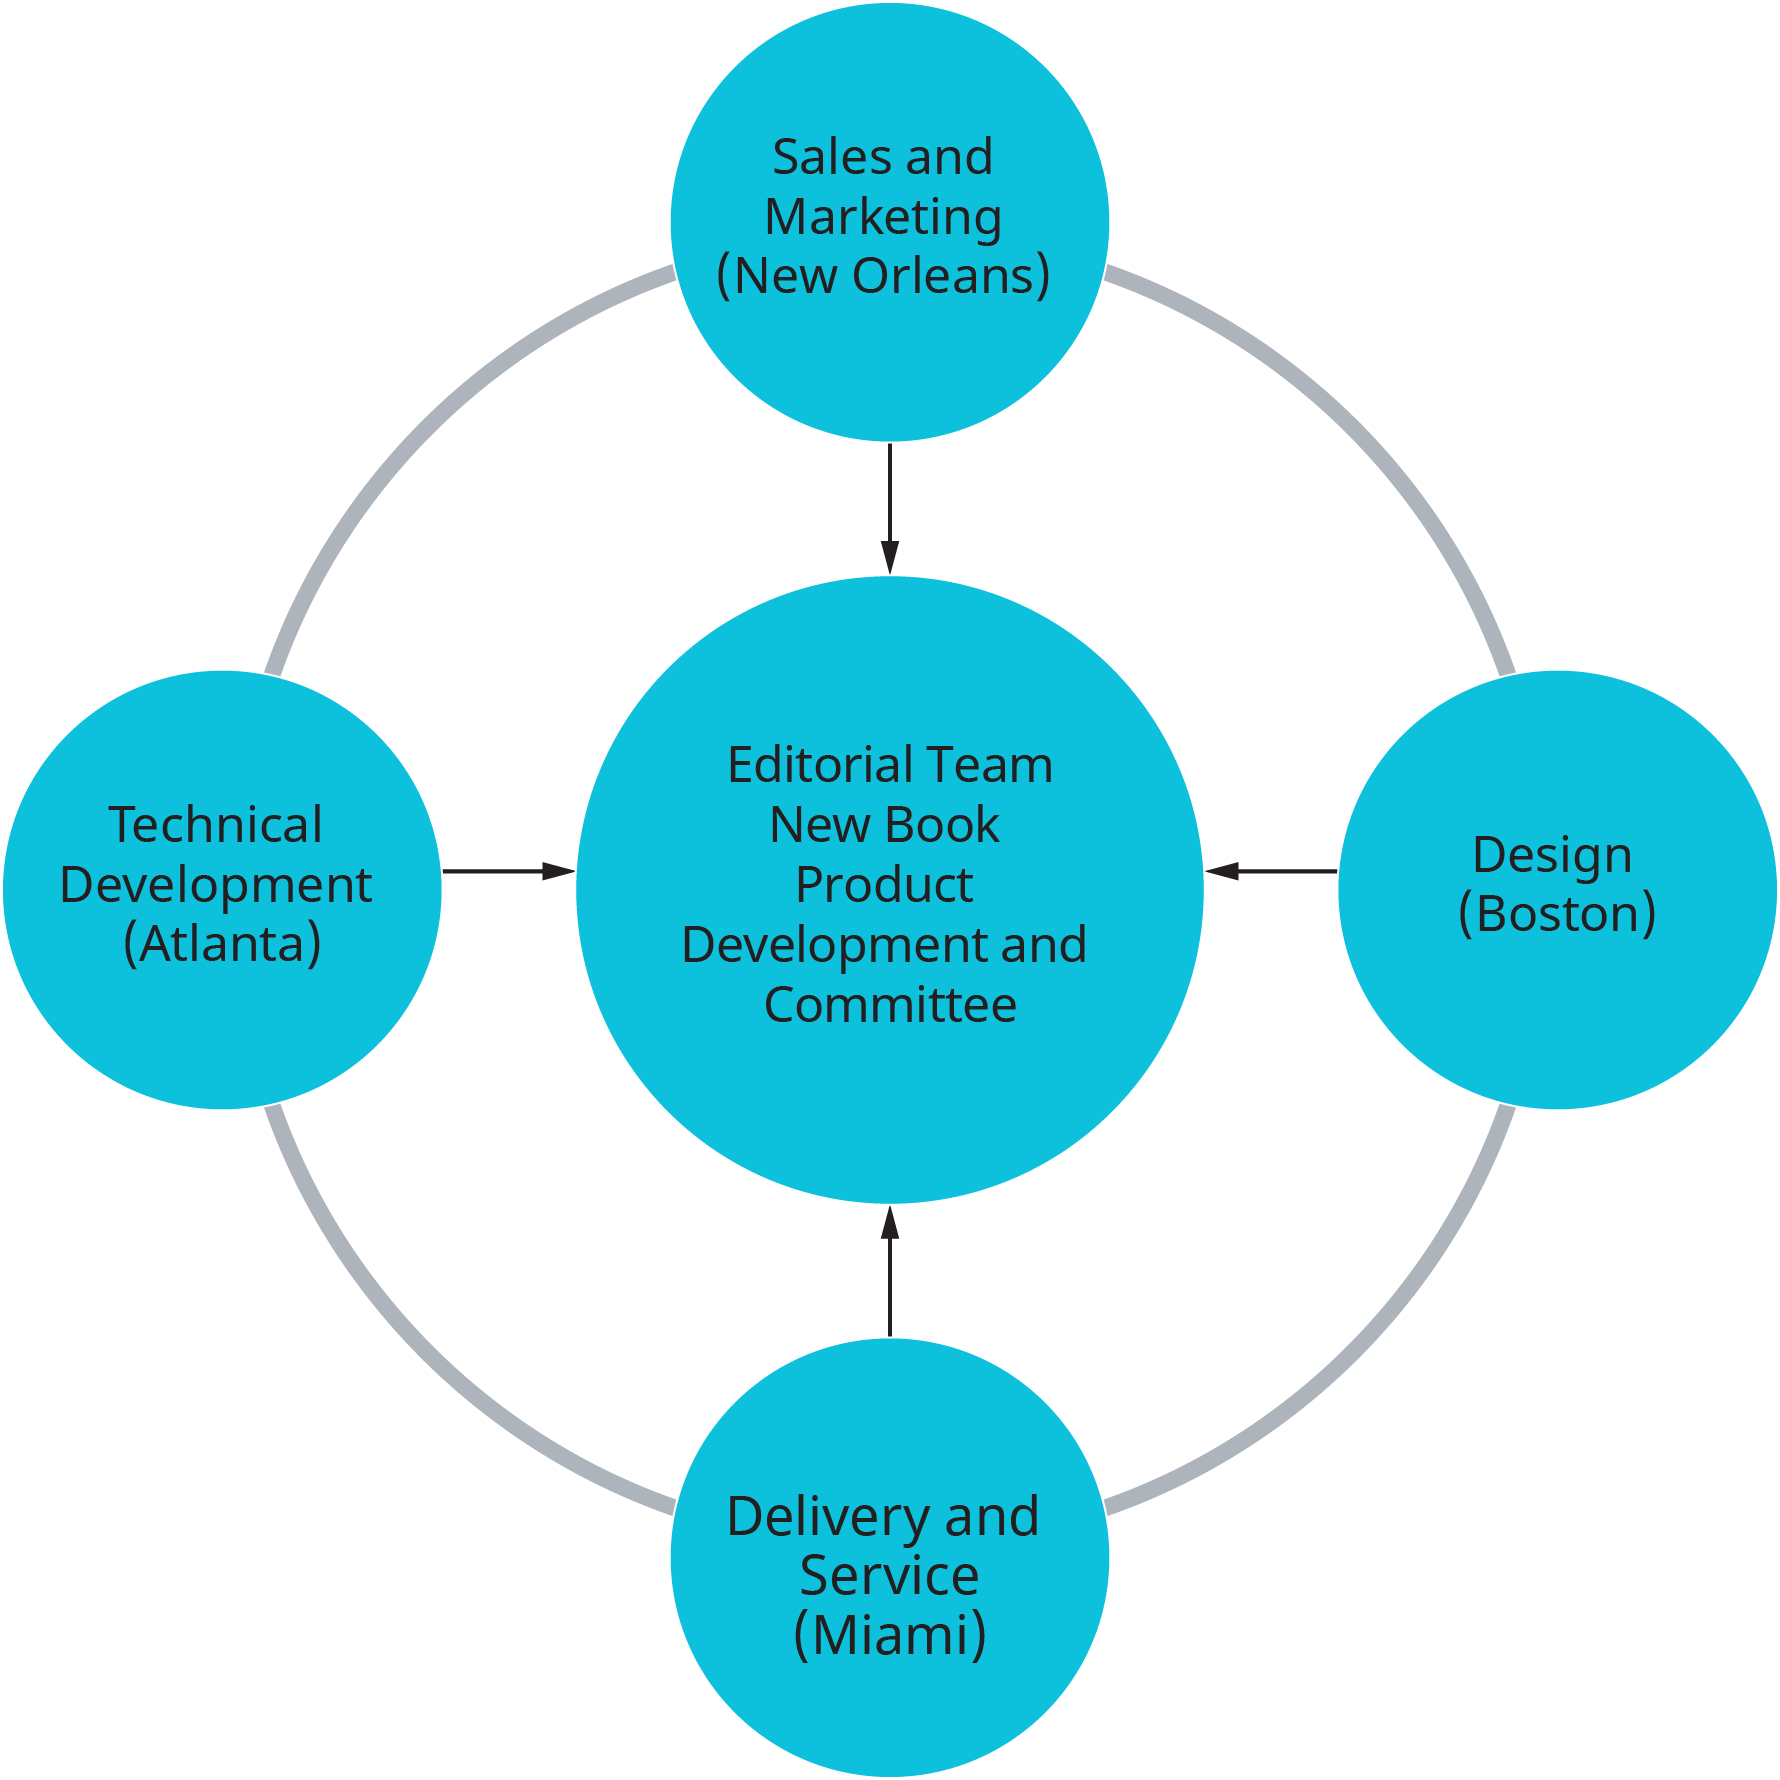 Sales and
Marketing
(New Orleans)
Technical
Development
(Atlanta)
Editorial Team
New Book
Product
Development and
Committee
Design
(Boston)
Delivery and
Service
(Miami)